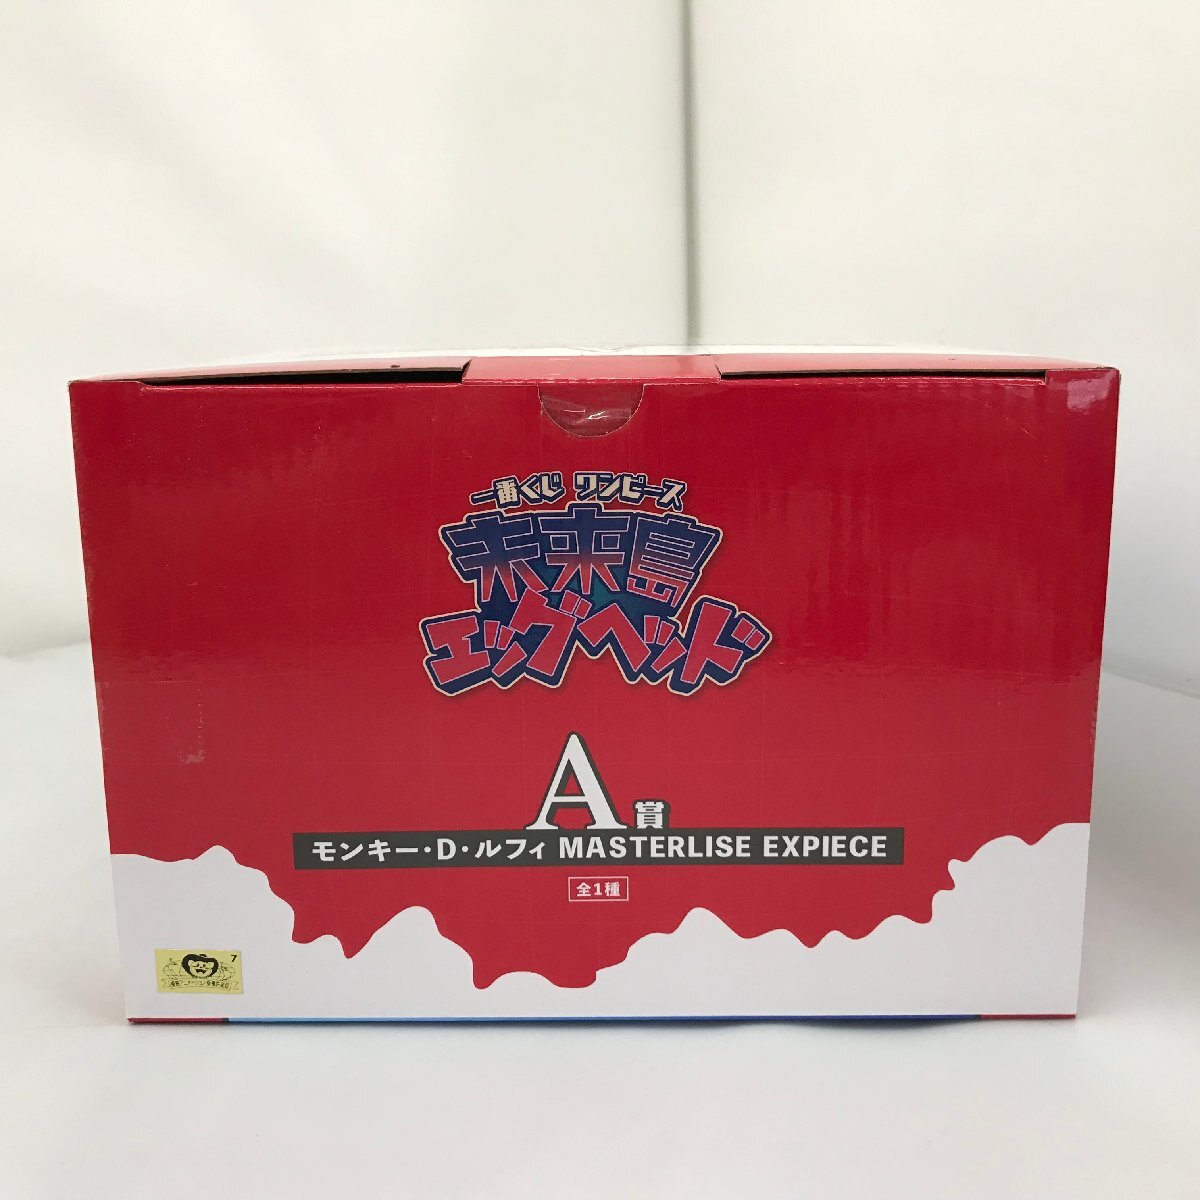 一番くじ ワンピース
未来島
エッグヘッド
A賞
モンキー・D・ルフィ MASTERLISE EXPIECE
全1種
7